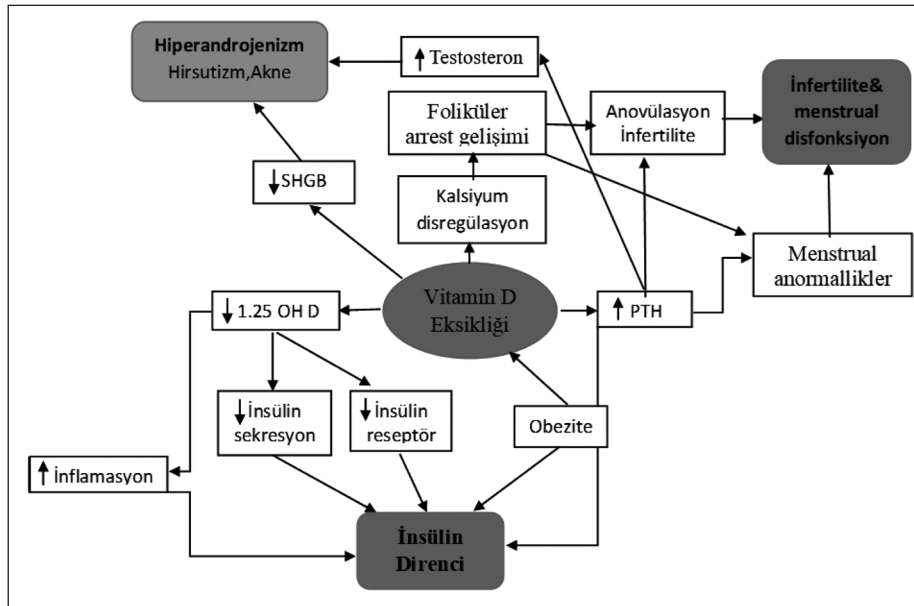 Hiperandrojenizm
Hirsutizm,Akne
↑ Testosteron
Foliküler
arrest gelişimi
Anovülasyon
İnfertilite
İnfertilite&
menstrual
disfonksiyon
↓ SHGB
Kalsiyum
disregülasyon
Menstrual
anormallikler
Vitamin D
Eksikliği
↓ 1.25 OH D
↑ PTH
↓ İnsülin
sekresyon
↓ İnsülin
reseptör
Obezite
↑ İnflamasyon
İnsülin
Direnci